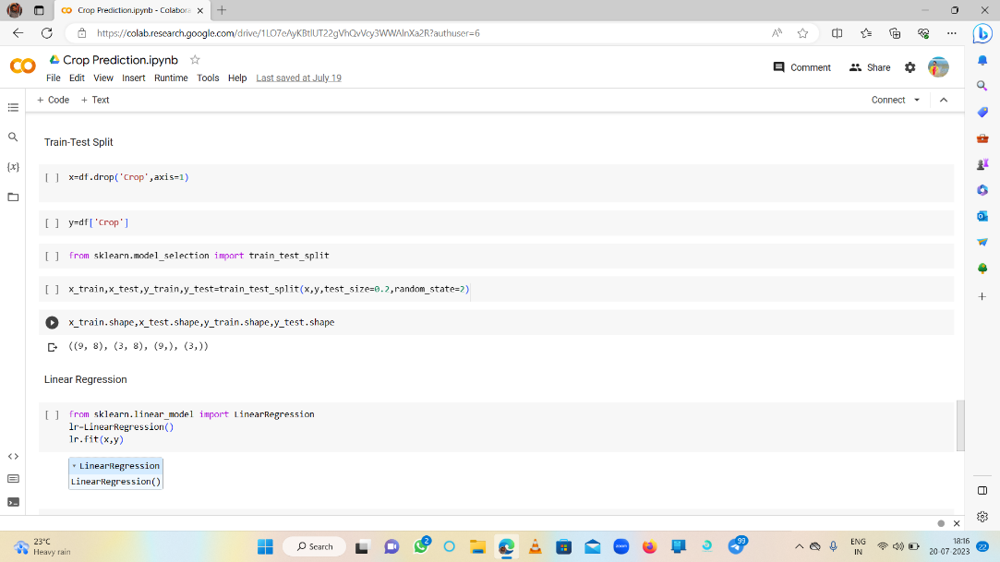 Crop Prediction.ipynb - Colabora
https://colab.research.google.com/drive/1LO7eAyKBtlUT22gVhQvVcy3WWAlnXa2R?authuser=6
Crop Prediction.ipynb
File Edit View Insert Runtime Tools Help Last saved at July 19
Comment Share
+ Code + Text Connect
Train-Test Split
[ ] x=df.drop('Crop',axis=1)
[ ] y=df['Crop']
[ ] from sklearn.model_selection import train_test_split
[ ] x_train,x_test,y_train,y_test=train_test_split(x,y,test_size=0.2,random_state=2)
x_train.shape,x_test.shape,y_train.shape,y_test.shape
((9, 8), (3, 8), (9,), (3,))
Linear Regression
[ ] from sklearn.linear_model import LinearRegression
lr=LinearRegression()
lr.fit(x,y)
LinearRegression
LinearRegression()
23°C
Heavy rain
Search
2
zoom
99
ENG
IN
18:16
20-07-2023
22